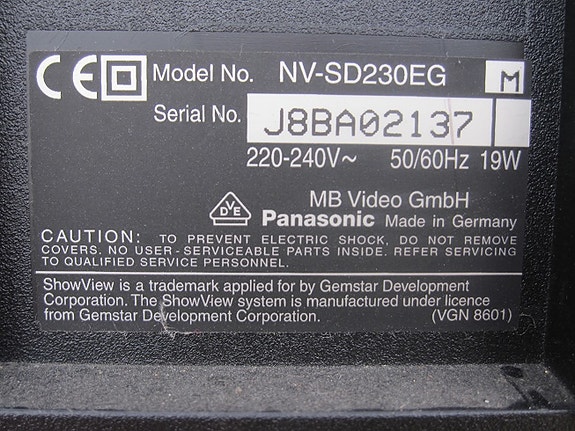 CE Model No. NV-SD230EG M
Serial No. J8BA02137
220-240V~ 50/60Hz 19W
VDE MB Video GmbH
Panasonic Made in Germany
CAUTION: TO PREVENT ELECTRIC SHOCK, DO NOT REMOVE
COVERS. NO USER-SERVICEABLE PARTS INSIDE. REFER SERVICING
TO QUALIFIED SERVICE PERSONNEL.
ShowView is a trademark applied for by Gemstar Development
Corporation. The ShowView system is manufactured under licence
from Gemstar Development Corporation. (VGN 8601)